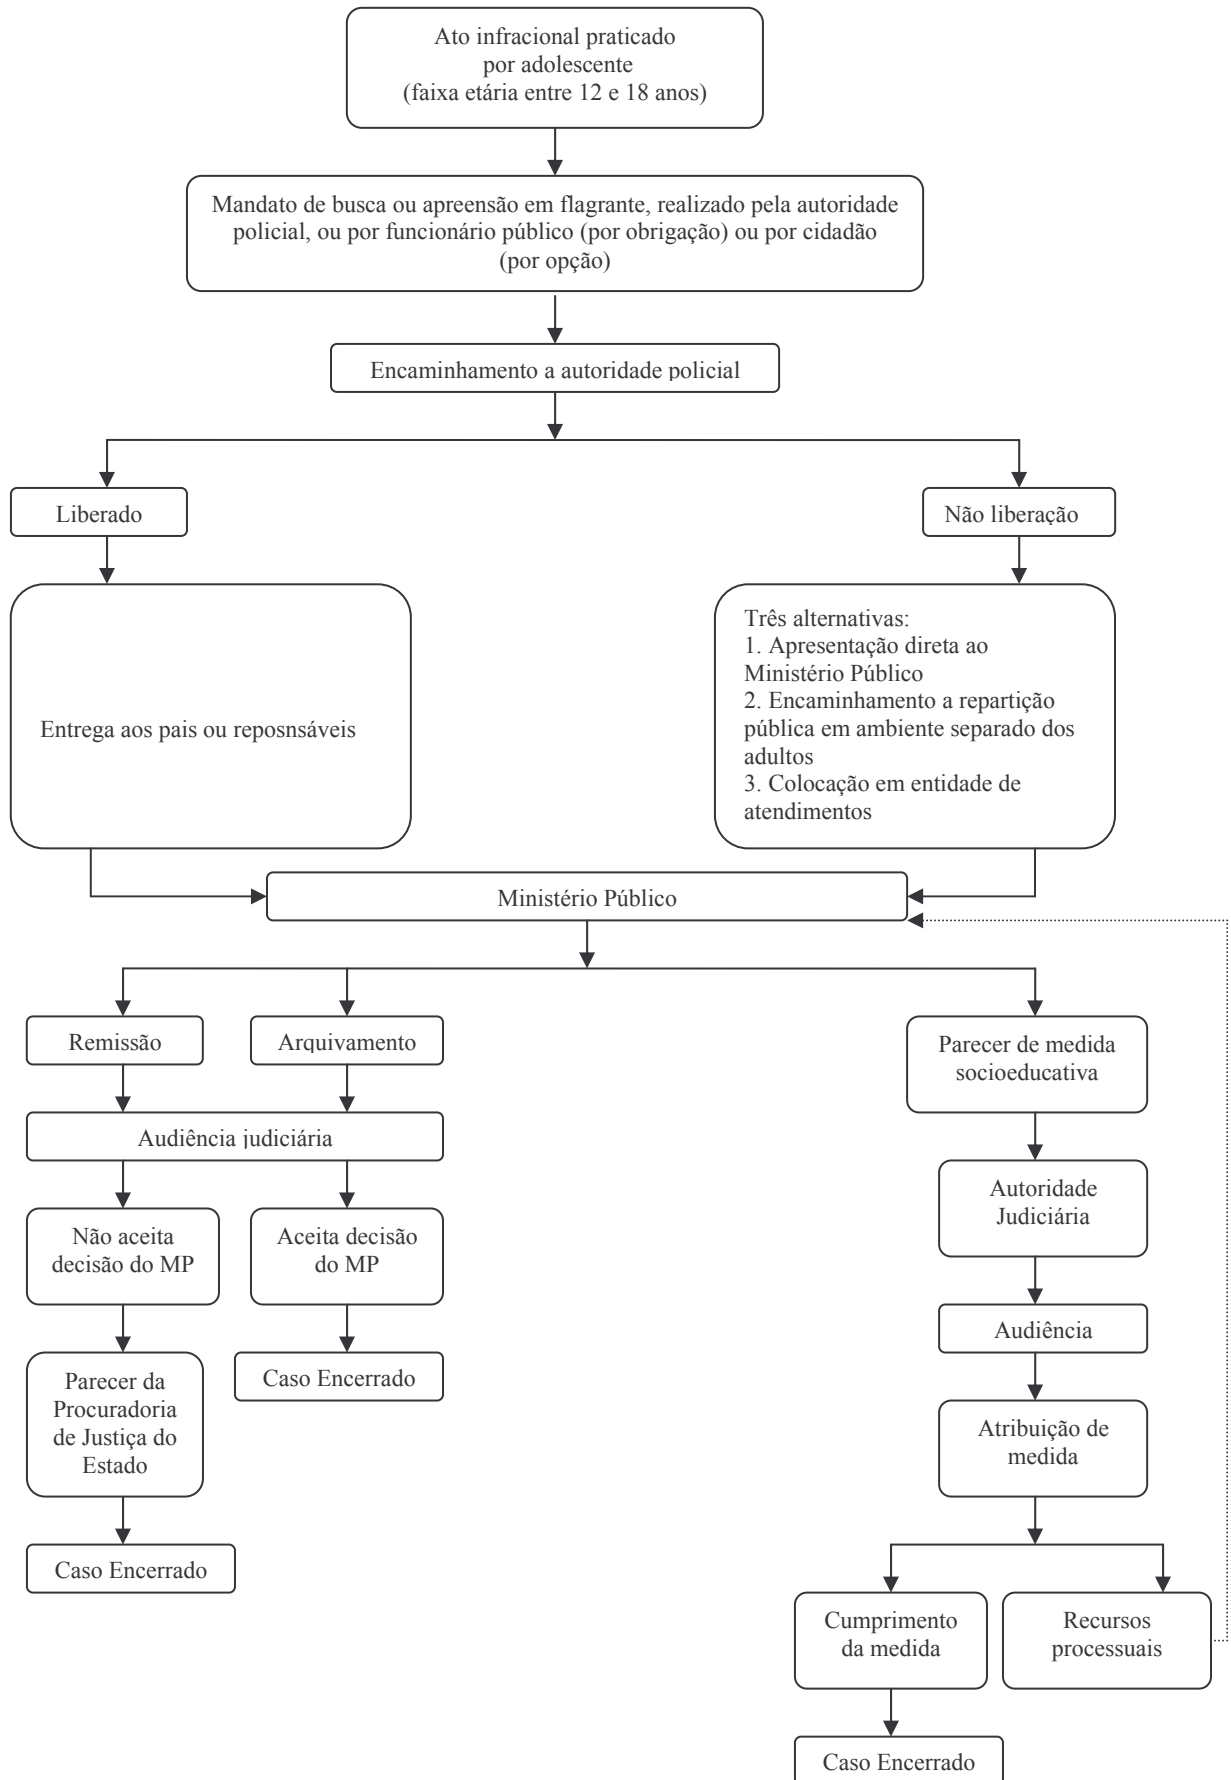 Ato infracional praticado
por adolescente
(faixa etária entre 12 e 18 anos)
Mandato de busca ou apreensão em flagrante, realizado pela autoridade
policial, ou por funcionário público (por obrigação) ou por cidadão
(por opção)
Encaminhamento a autoridade policial
Liberado
Não liberação
Entrega aos pais ou reposnsáveis
Três alternativas:
1. Apresentação direta ao
Ministério Público
2. Encaminhamento a repartição
pública em ambiente separado dos
adultos
3. Colocação em entidade de
atendimentos
Ministério Público
Remissão
Arquivamento
Parecer de medida
socioeducativa
Audiência judiciária
Autoridade
Judiciária
Não aceita
decisão do MP
Aceita decisão
do MP
Audiência
Parecer da
Procuradoria
de Justiça do
Estado
Caso Encerrado
Atribuição de
medida
Caso Encerrado
Cumprimento
da medida
Recursos
processuais
Caso Encerrado